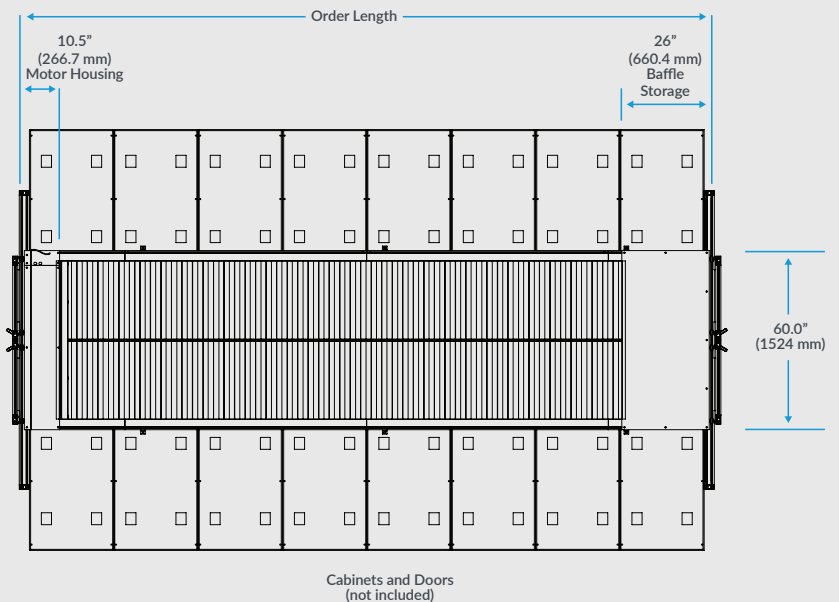 Order Length
10.5”
(266.7 mm)
Motor Housing
26”
(660.4 mm)
Baffle
Storage
60.0”
(1524 mm)
Cabinets and Doors
(not included)